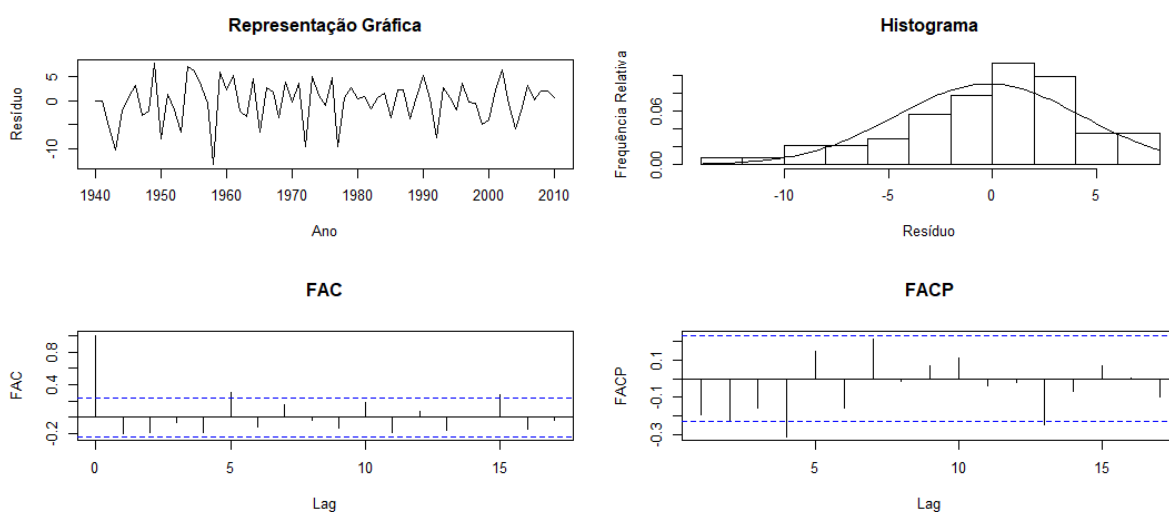 Representação Gráfica
Resíduo
5
0
-10
1940 1950 1960 1970 1980 1990 2000 2010
Ano
Histograma
Frequência Relativa
0.06
0.00
-10 -5 0 5
Resíduo
FAC
FAC
0.8
0.4
-0.2
0 5 10 15
Lag
FACP
FACP
0.1
-0.1
-0.3
5 10 15
Lag